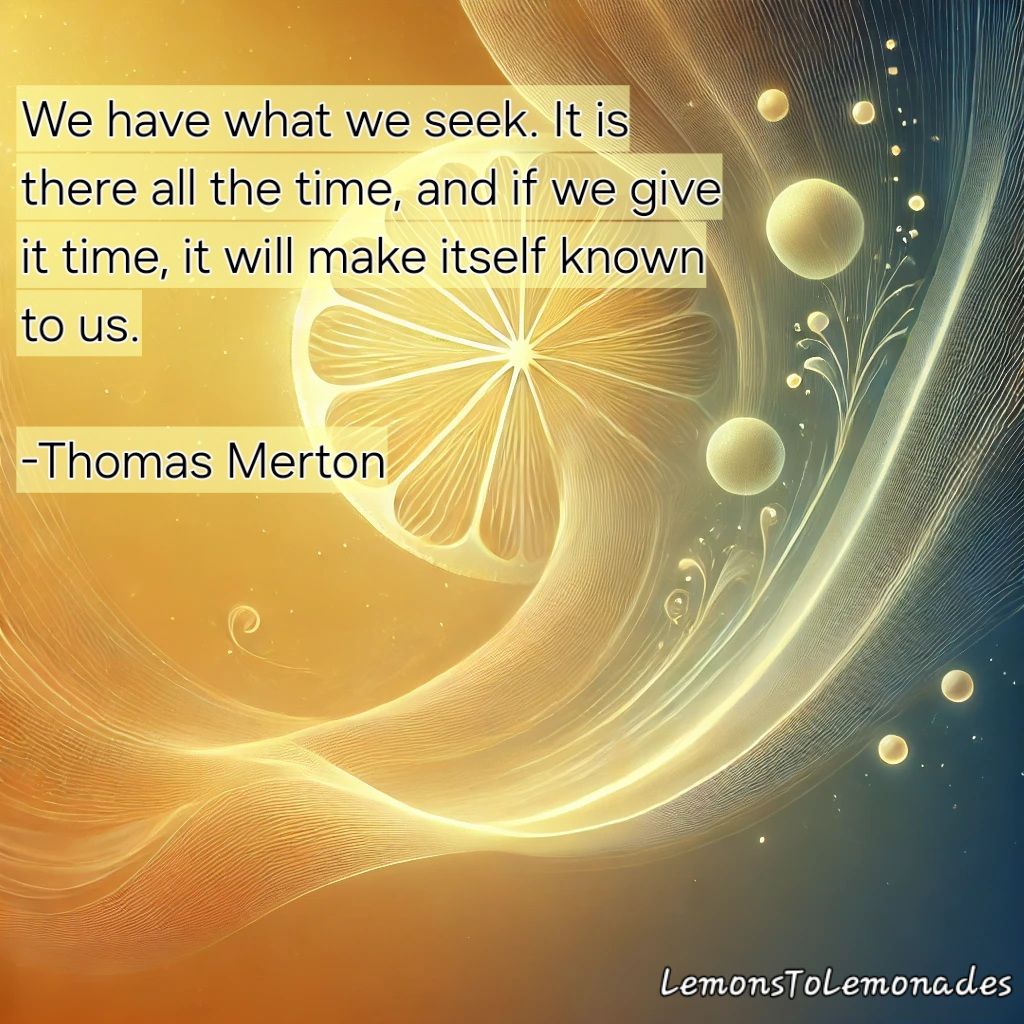 We have what we seek. It is
there all the time, and if we give
it time, it will make itself known
to us.
-Thomas Merton
LemonsToLemonades